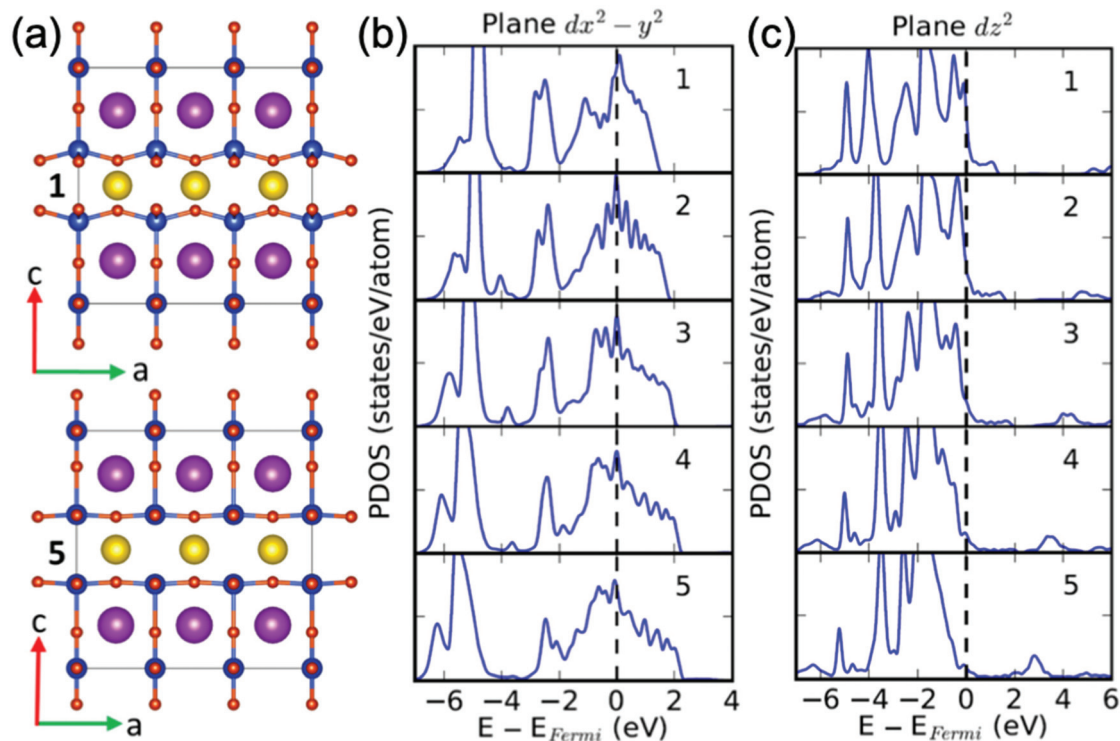 (a)
1
c
a
5
c
a
(b)
Plane dx² − y²
PDOS (states/eV/atom)
1
2
3
4
5
−6 −4 −2 0 2 4
E − E_Fermi (eV)
(c)
Plane dz²
PDOS (states/eV/atom)
1
2
3
4
5
−6 −4 −2 0 2 4 6
E − E_Fermi (eV)